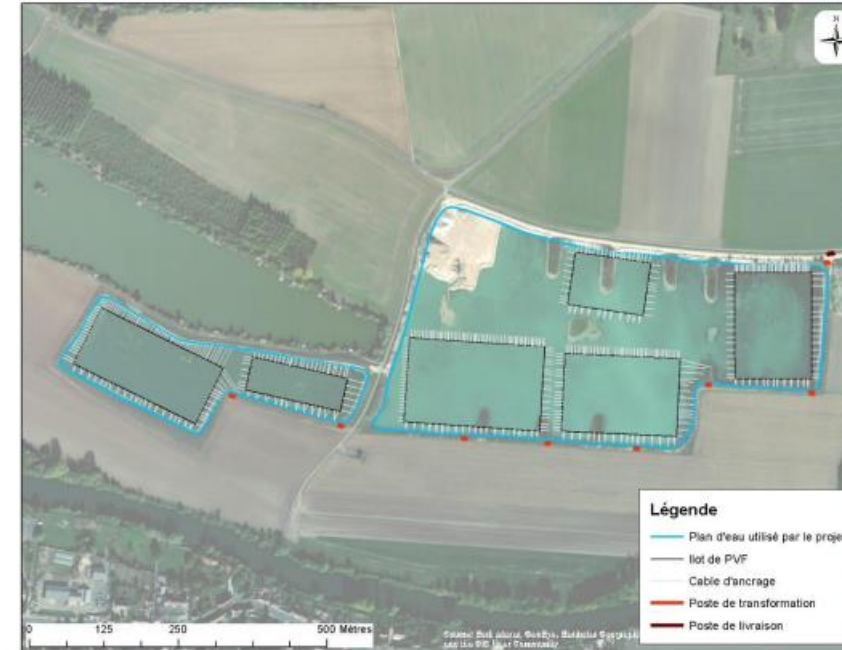 N
Légende
Plan d'eau utilisé par le proje
Ilot de PVF
Cable d'ancrage
Poste de transformation
Poste de livraison
0 125 250 500 Mètres